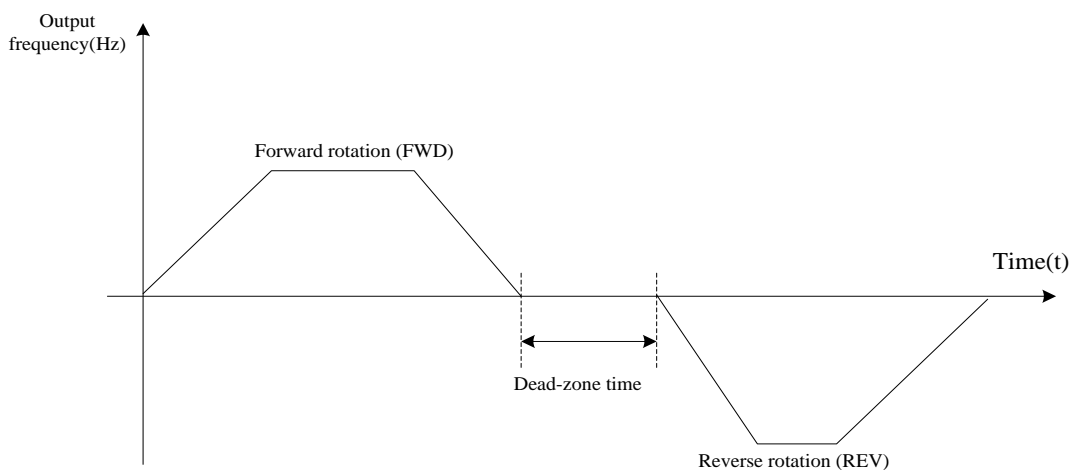 Output
frequency(Hz)
Forward rotation (FWD)
Time(t)
Dead-zone time
Reverse rotation (REV)